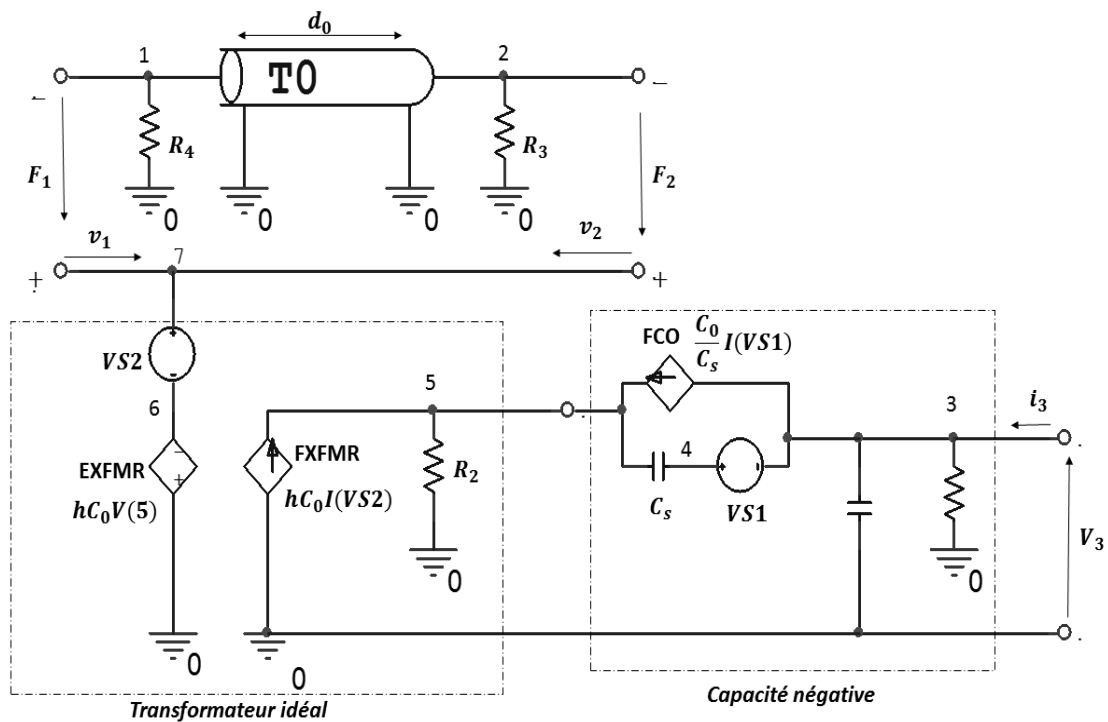 d₀
1
2
T0
−
−
R₄
R₃
F₁
F₂
0
0
0
0
v₁
v₂
7
+
+
FCO C₀/Cₛ I(VS1)
VS2
+
5
3
i₃
6
4
EXFMR
−
+
FXFMR
R₂
+
-
hC₀V(5)
hC₀I(VS2)
Cₛ
VS1
V₃
0
0
0
0
Transformateur idéal
Capacité négative